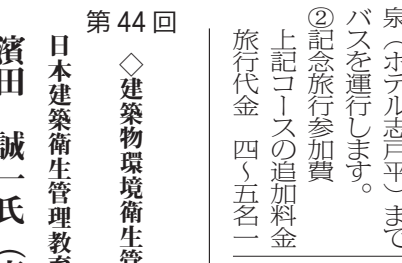 泉（ホテル志戸平）まで
バスを運行します。
②記念旅行参加費
上記コースの追加料金
旅行代金　四〜五名一
第44回
◇建築物環境衛生管
日本建築衛生管理教育
濱田　誠一氏（